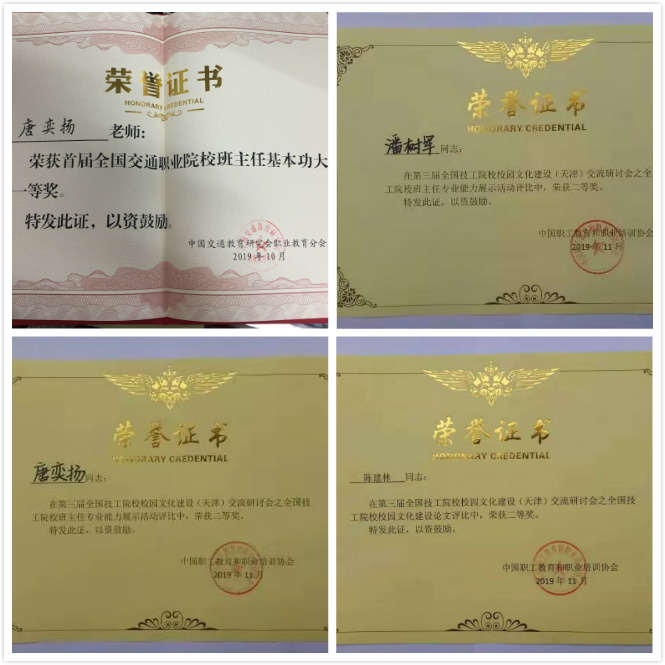 荣誉证书
HONORARY CREDENTIAL
唐奕扬 老师：
荣获首届全国交通职业院校班主任基本功大
一等奖。
特发此证，以资鼓励。
中国交通教育研究会职业教育分会
2019年10月
荣誉证书
HONORARY CREDENTIAL
潘树军同志：
在第三届全国技工院校校园文化建设（天津）交流研讨会之全
工院校班主任专业能力展示活动评比中，荣获二等奖。
特发此证，以资鼓励。
中国职工教育和职业培训协会
2019年11月
荣誉证书
HONORARY CREDENTIAL
唐奕扬同志：
在第三届全国技工院校校园文化建设（天津）交流研讨会之全国技
工院校班主任专业能力展示活动评比中，荣获二等奖。
特发此证，以资鼓励。
中国职工教育和职业培训协会
2019年11月
荣誉证书
HONORARY CREDENTIAL
陈建林 同志：
在第三届全国技工院校校园文化建设（天津）交流研讨会之全国技
工院校校园文化建设论文评比中，荣获二等奖。
特发此证，以资鼓励。
中国职工教育和职业培训协会
2019年11月